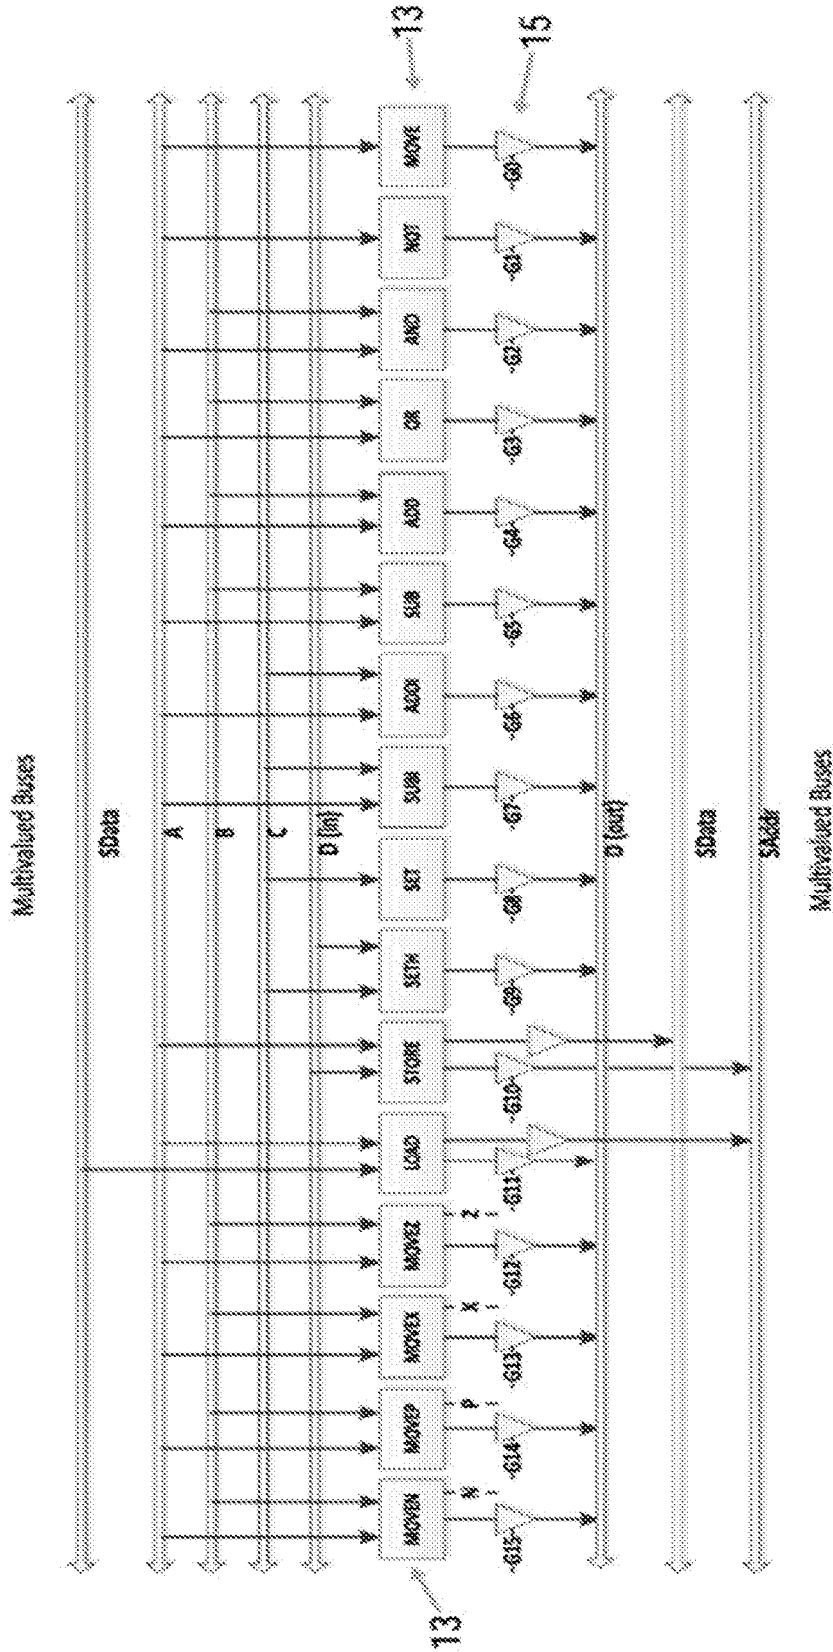 Multivalued Buses
SData
A
B
C
D (in)
13
MOVEN
MOVEP
MOVEX
MOVEZ
LOAD
STORE
SETH
SET
SUBI
ADDI
SUB
ADD
OR
AND
NOT
MOVE
13
N
P
X
Z
-G15-
-G14-
-G13-
-G12-
-G11-
-G10-
-G9-
-G8-
-G7-
-G6-
-G5-
-G4-
-G3-
-G2-
-G1-
-G0-
15
D (out)
SData
SAddr
Multivalued Buses